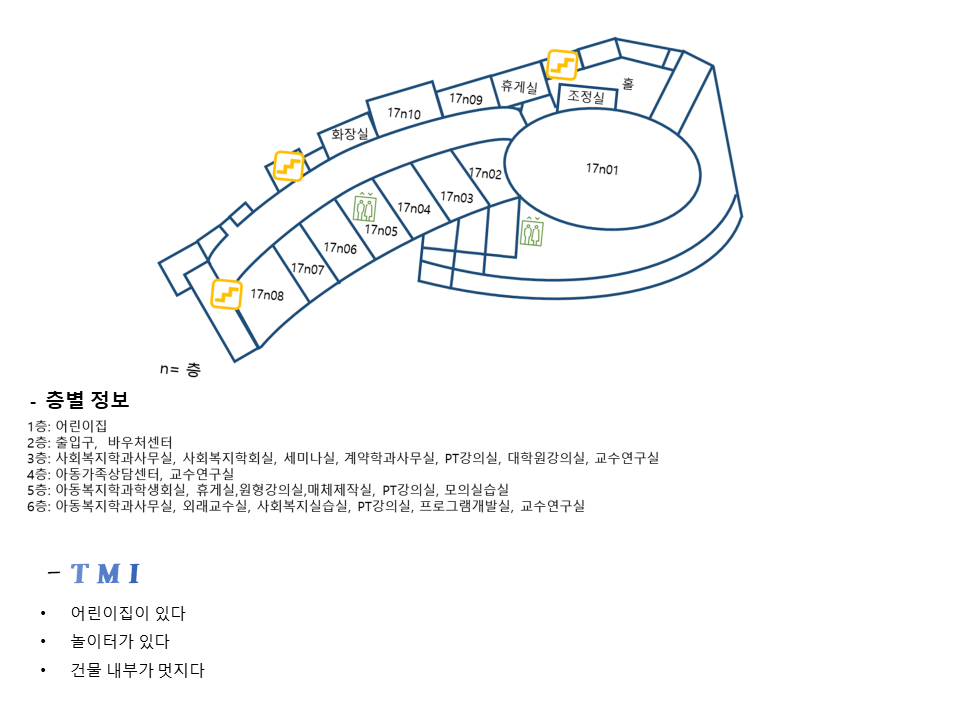 휴게실
홀
조정실
17n09
17n10
화장실
17n01
17n02
17n03
17n04
17n05
17n06
17n07
17n08
n= 층
- 층별 정보
1층: 어린이집
2층: 출입구, 바우처센터
3층: 사회복지학과사무실, 사회복지학회실, 세미나실, 계약학과사무실, PT강의실, 대학원강의실, 교수연구실
4층: 아동가족상담센터, 교수연구실
5층: 아동복지학과학생회실, 휴게실,원형강의실,매체제작실, PT강의실, 모의실습실
6층: 아동복지학과사무실, 외래교수실, 사회복지실습실, PT강의실, 프로그램개발실, 교수연구실
- TMI
• 어린이집이 있다
• 놀이터가 있다
• 건물 내부가 멋지다